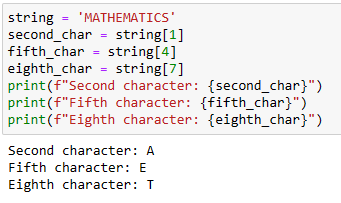 string = 'MATHEMATICS'
second_char = string[1]
fifth_char = string[4]
eighth_char = string[7]
print(f"Second character: {second_char}")
print(f"Fifth character: {fifth_char}")
print(f"Eighth character: {eighth_char}")
Second character: A
Fifth character: E
Eighth character: T